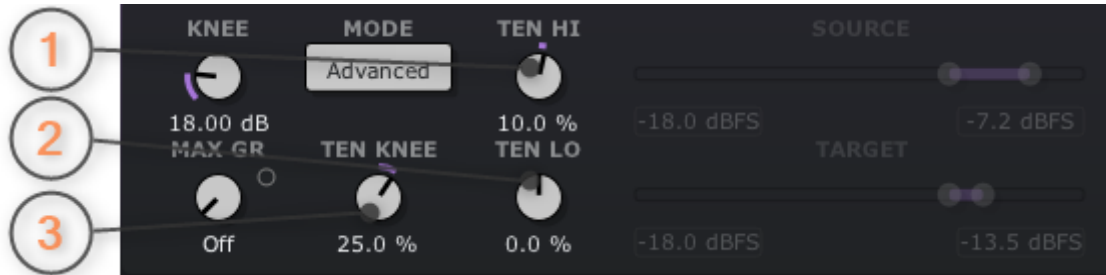 KNEE MODE TEN HI SOURCE
1
Advanced
18.00 dB 10.0 % -18.0 dBFS -7.2 dBFS
2
MAX GR TEN KNEE TEN LO TARGET
3
Off 25.0 % 0.0 % -18.0 dBFS -13.5 dBFS